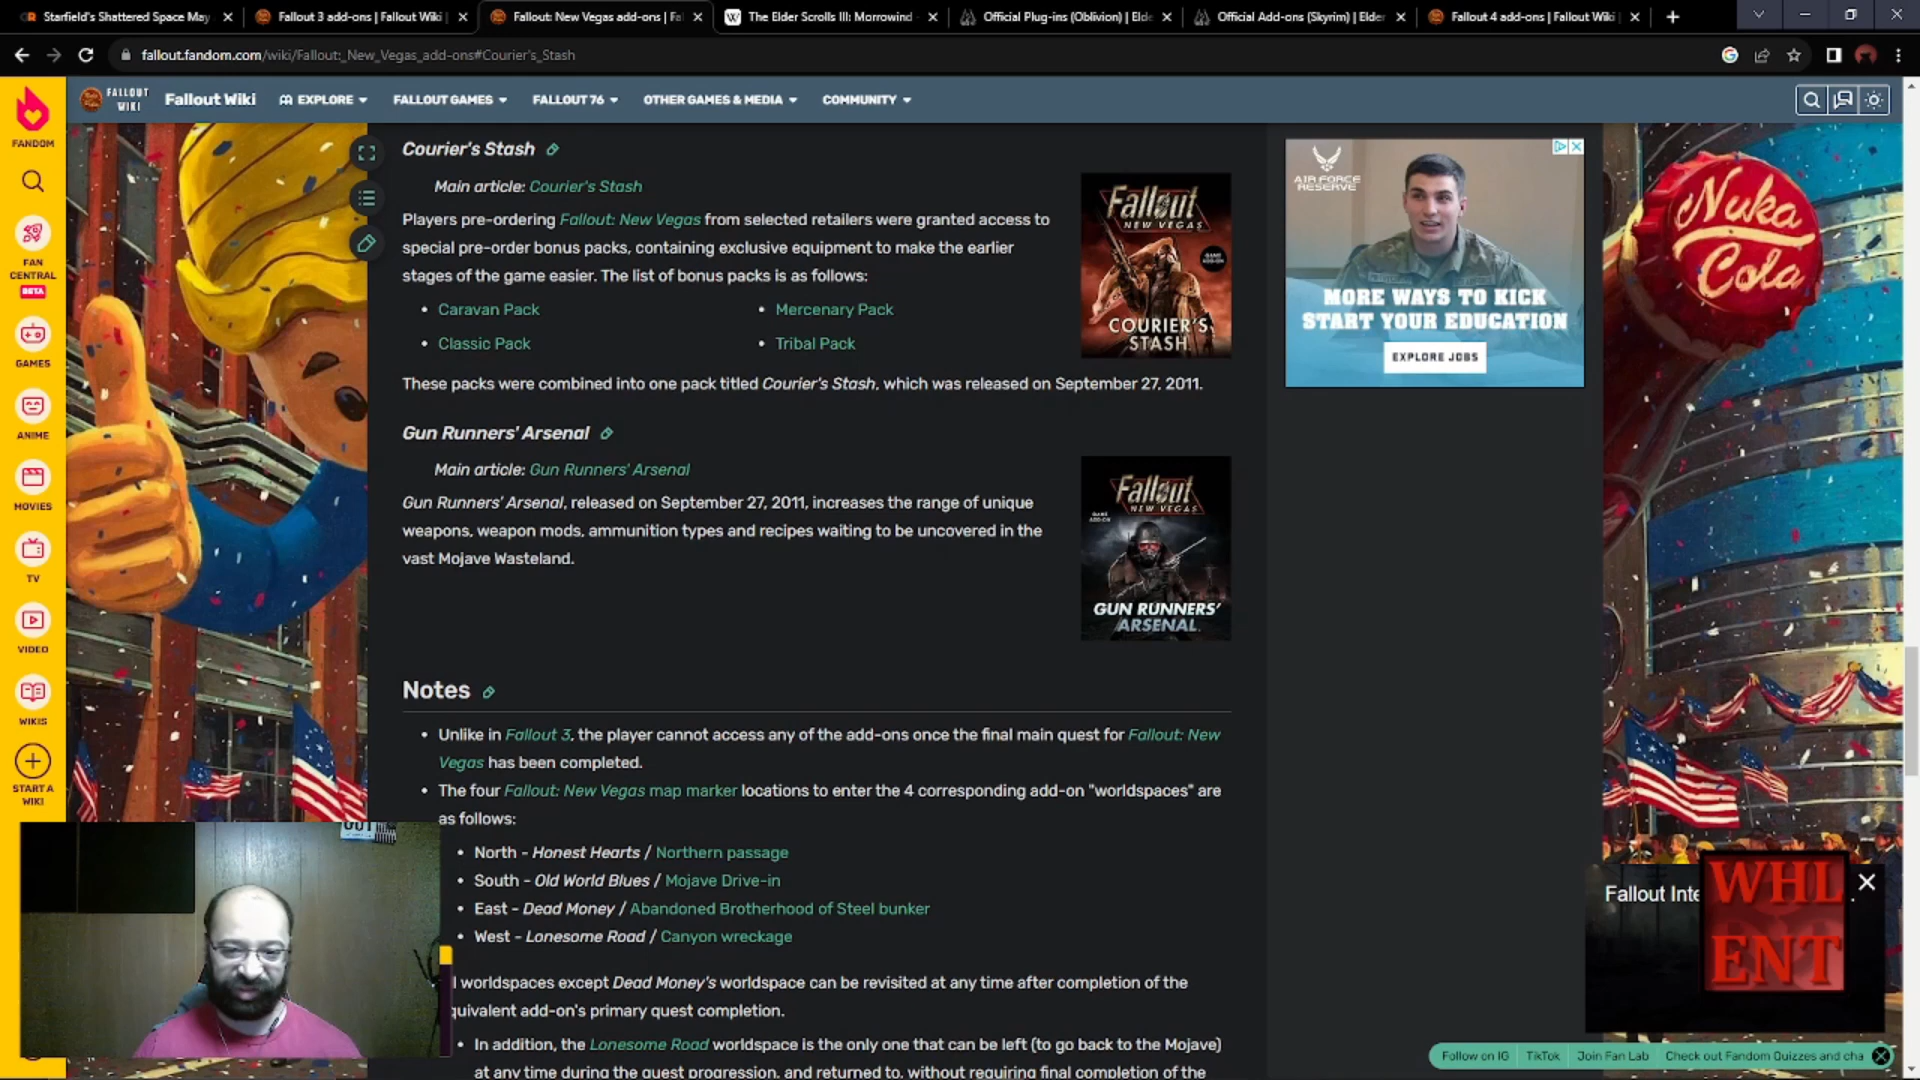 Starfield's Shattered Space May
Fallout 3 add-ons | Fallout Wiki
Fallout: New Vegas add-ons | Fal
The Elder Scrolls III: Morrowind
Official Plug-ins (Oblivion) | Elde
Official Add-ons (Skyrim) | Elder
Fallout 4 add-ons | Fallout Wiki
fallout.fandom.com/wiki/Fallout:_New_Vegas_add-ons#Courier's_Stash
FALLOUT WIKI
Fallout Wiki
EXPLORE
FALLOUT GAMES
FALLOUT 76
OTHER GAMES & MEDIA
COMMUNITY
FANDOM
FAN CENTRAL
BETA
GAMES
ANIME
MOVIES
TV
VIDEO
WIKIS
START A WIKI
Courier's Stash
Main article: Courier's Stash
Players pre-ordering Fallout: New Vegas from selected retailers were granted access to
special pre-order bonus packs, containing exclusive equipment to make the earlier
stages of the game easier. The list of bonus packs is as follows:
• Caravan Pack
• Mercenary Pack
• Classic Pack
• Tribal Pack
These packs were combined into one pack titled Courier's Stash, which was released on September 27, 2011.
Fallout
NEW VEGAS
GAME ADD-ON
COURIER'S
STASH
Gun Runners' Arsenal
Main article: Gun Runners' Arsenal
Gun Runners' Arsenal, released on September 27, 2011, increases the range of unique
weapons, weapon mods, ammunition types and recipes waiting to be uncovered in the
vast Mojave Wasteland.
Fallout
NEW VEGAS
GAME ADD-ON
GUN RUNNERS'
ARSENAL
Notes
• Unlike in Fallout 3, the player cannot access any of the add-ons once the final main quest for Fallout: New
Vegas has been completed.
• The four Fallout: New Vegas map marker locations to enter the 4 corresponding add-on "worldspaces" are
as follows:
• North - Honest Hearts / Northern passage
• South - Old World Blues / Mojave Drive-in
• East - Dead Money / Abandoned Brotherhood of Steel bunker
• West - Lonesome Road / Canyon wreckage
l worldspaces except Dead Money's worldspace can be revisited at any time after completion of the
quivalent add-on's primary quest completion.
• In addition, the Lonesome Road worldspace is the only one that can be left (to go back to the Mojave)
at any time during the quest progression, and returned to, without requiring final completion of the
AIR FORCE
RESERVE
MORE WAYS TO KICK
START YOUR EDUCATION
EXPLORE JOBS
Nuka
Cola
Fallout Inte
WHL
ENT
Follow on IG
TikTok
Join Fan Lab
Check out Fandom Quizzes and cha